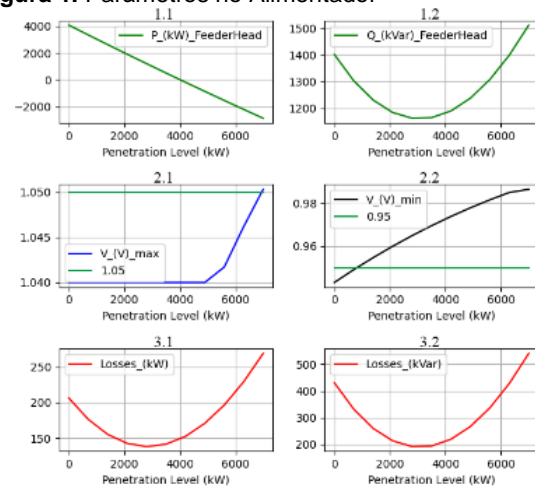 Figura 4. Parâmetros no Alimentador
1.1
4000
2000
0
−2000
P_(kW)_FeederHead
0 2000 4000 6000
Penetration Level (kW)
1.2
1500
1400
1300
1200
Q_(kVar)_FeederHead
0 2000 4000 6000
Penetration Level (kW)
2.1
1.050
1.045
1.040
V_(V)_max
1.05
0 2000 4000 6000
Penetration Level (kW)
2.2
0.98
0.96
V_(V)_min
0.95
0 2000 4000 6000
Penetration Level (kW)
3.1
250
200
150
Losses_(kW)
0 2000 4000 6000
Penetration Level (kW)
3.2
500
400
300
200
Losses_(kVar)
0 2000 4000 6000
Penetration Level (kW)